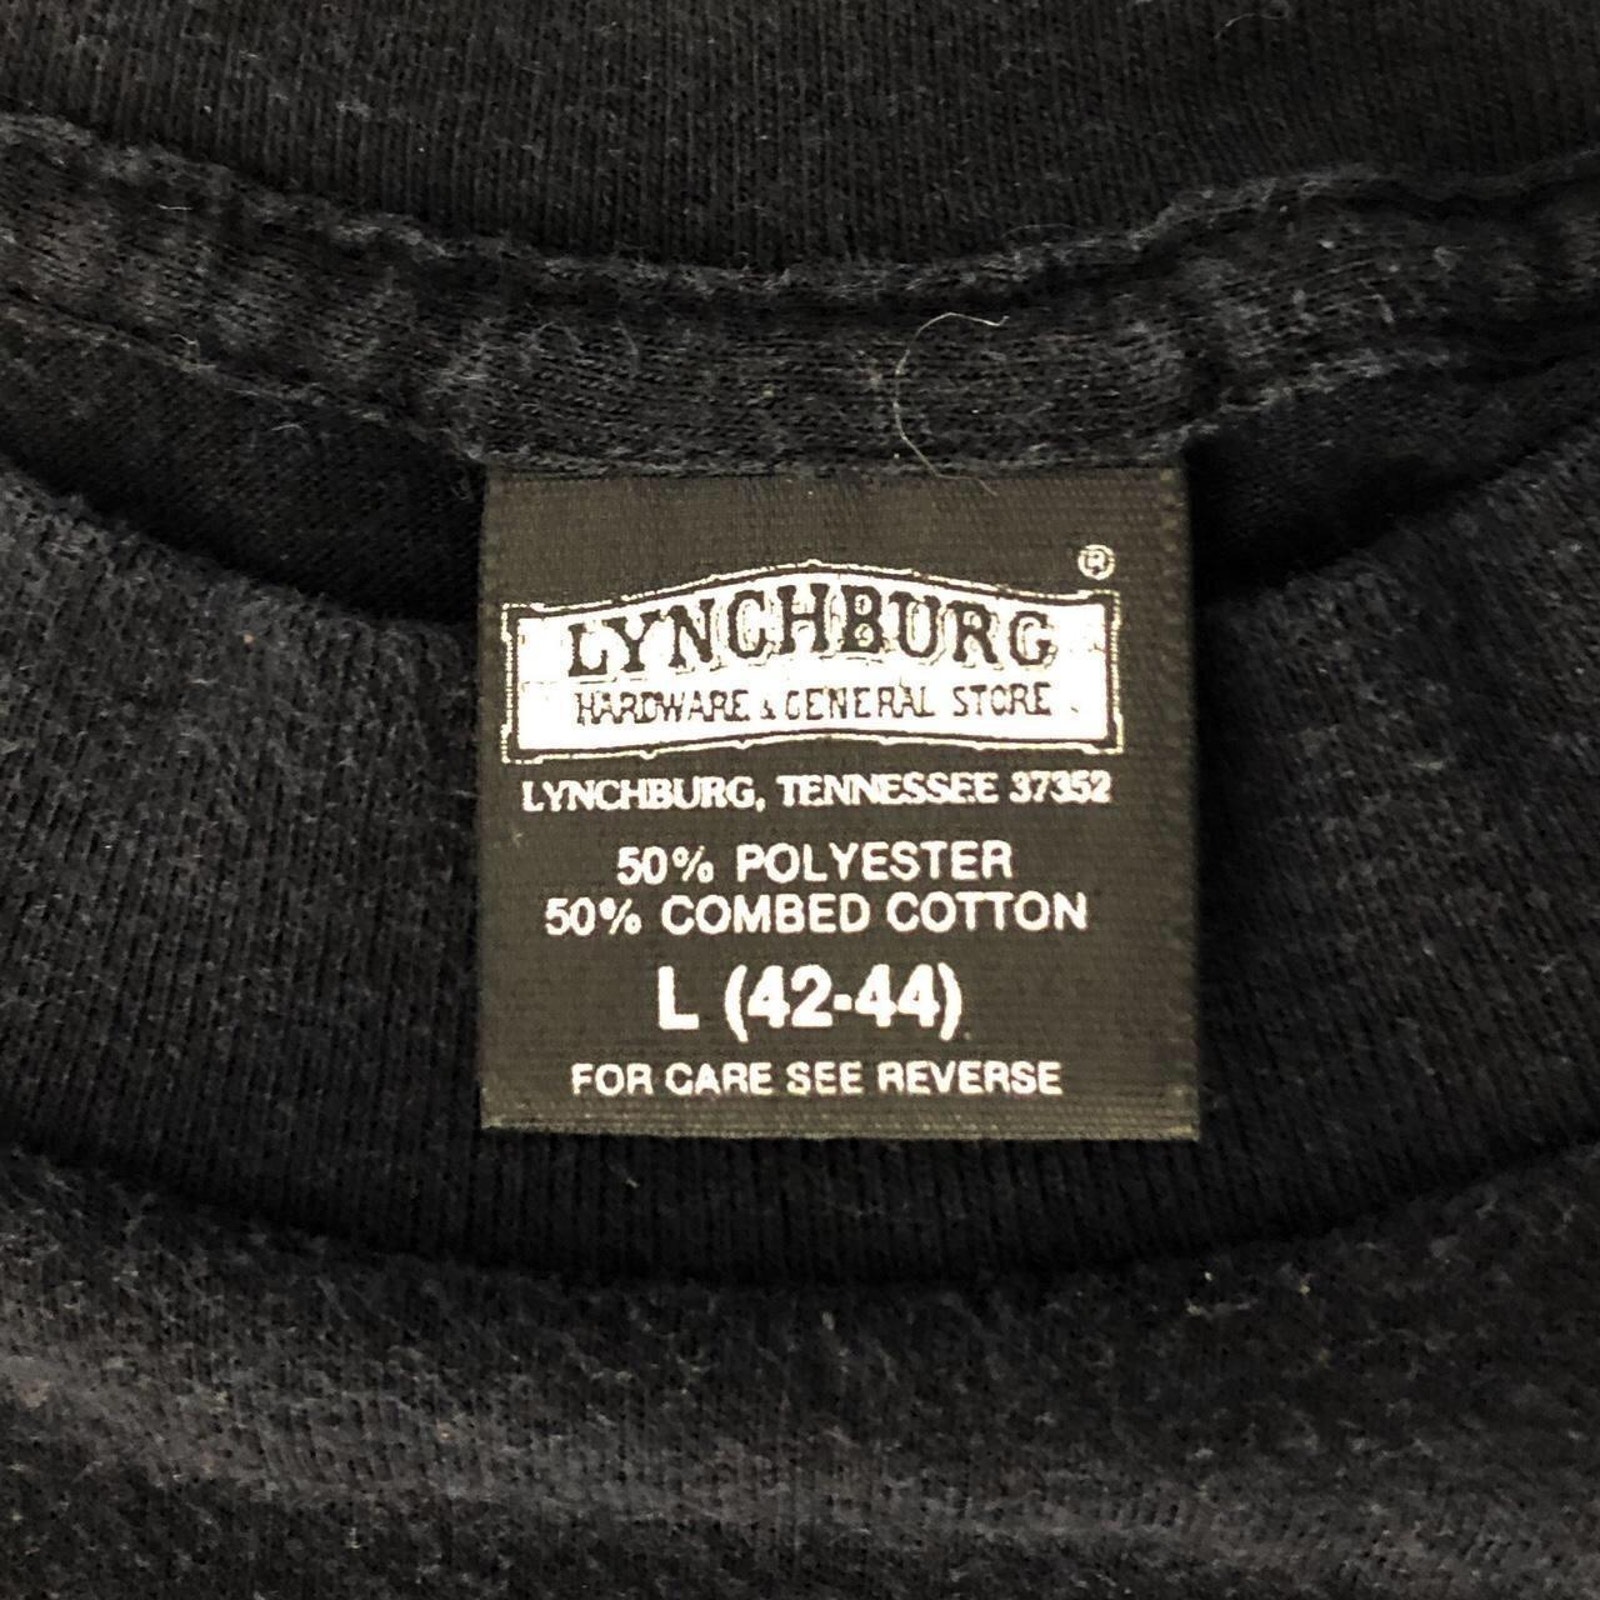 ®
LYNCHBURG
HARDWARE & GENERAL STORE
LYNCHBURG, TENNESSEE 37352
50% POLYESTER
50% COMBED COTTON
L (42-44)
FOR CARE SEE REVERSE